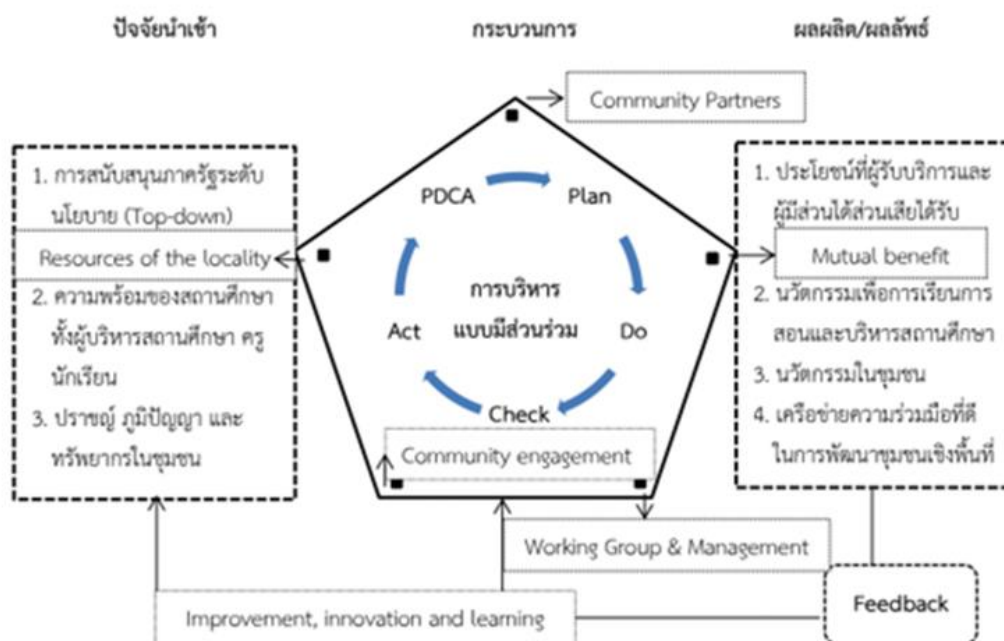 ปัจจัยนำเข้า
กระบวนการ
ผลผลิต/ผลลัพธ์
Community Partners
1. การสนับสนุนภาครัฐระดับ
นโยบาย (Top-down)
Resources of the locality
2. ความพร้อมของสถานศึกษา
ทั้งผู้บริหารสถานศึกษา ครู
นักเรียน
3. ปราชญ์ ภูมิปัญญา และ
ทรัพยากรในชุมชน
PDCA
Plan
Do
Check
Act
การบริหาร
แบบมีส่วนร่วม
Community engagement
Working Group & Management
1. ประโยชน์ที่ผู้รับบริการและ
ผู้มีส่วนได้ส่วนเสียได้รับ
Mutual benefit
2. นวัตกรรมเพื่อการเรียนการ
สอนและบริหารสถานศึกษา
3. นวัตกรรมในชุมชน
4. เครือข่ายความร่วมมือที่ดี
ในการพัฒนาชุมชนเชิงพื้นที่
Feedback
Improvement, innovation and learning